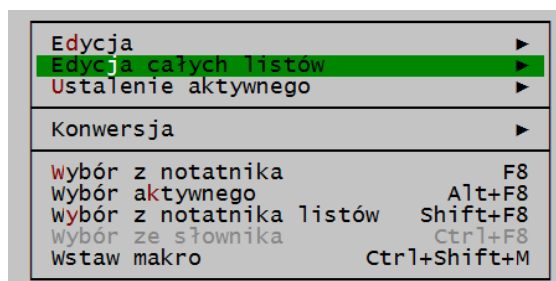 Edycja ►
Edycja całych listów ►
Ustalenie aktywnego ►
Konwersja ►
Wybór z notatnika F8
Wybór aktywnego Alt+F8
Wybór z notatnika listów Shift+F8
Wybór ze słownika Ctrl+F8
Wstaw makro Ctrl+Shift+M